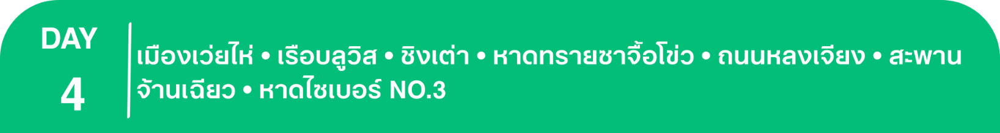 DAY
4
เมืองเว่ยไห่ • เรือบลูวิส • ชิงเต่า • หาดทรายซาจื้อโข่ว • ถนนหลงเจียง • สะพาน
จ้านเฉียว • หาดไซเบอร์ NO.3